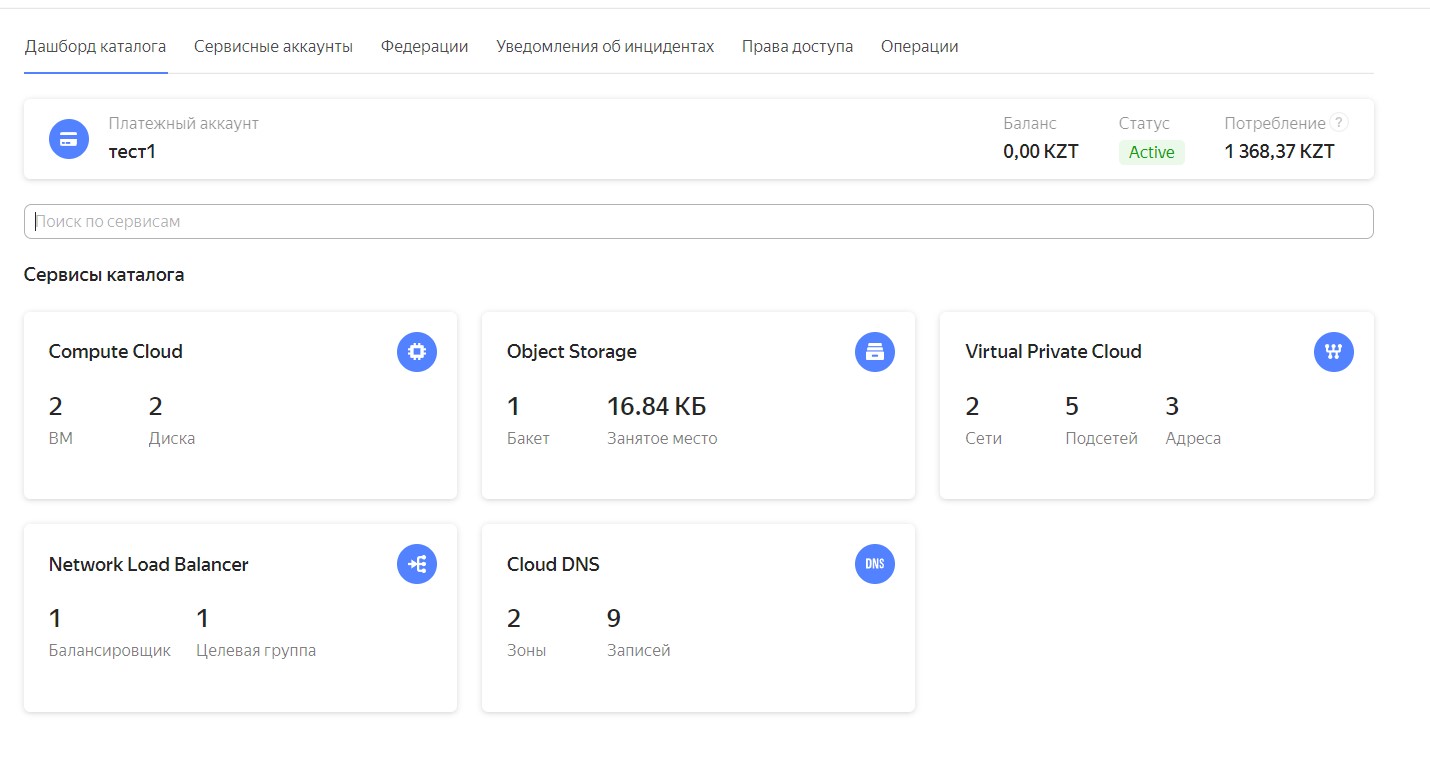 Дашборд каталога Сервисные аккаунты Федерации Уведомления об инцидентах Права доступа Операции
Платежный аккаунт Баланс Статус Потребление ?
тест1 0,00 KZT Active 1 368,37 KZT
Поиск по сервисам
Сервисы каталога
Compute Cloud Object Storage Virtual Private Cloud
2 2 1 16.84 КБ 2 5 3
ВМ Диска Бакет Занятое место Сети Подсетей Адреса
Network Load Balancer Cloud DNS DNS
1 1 2 9
Балансировщик Целевая группа Зоны Записей